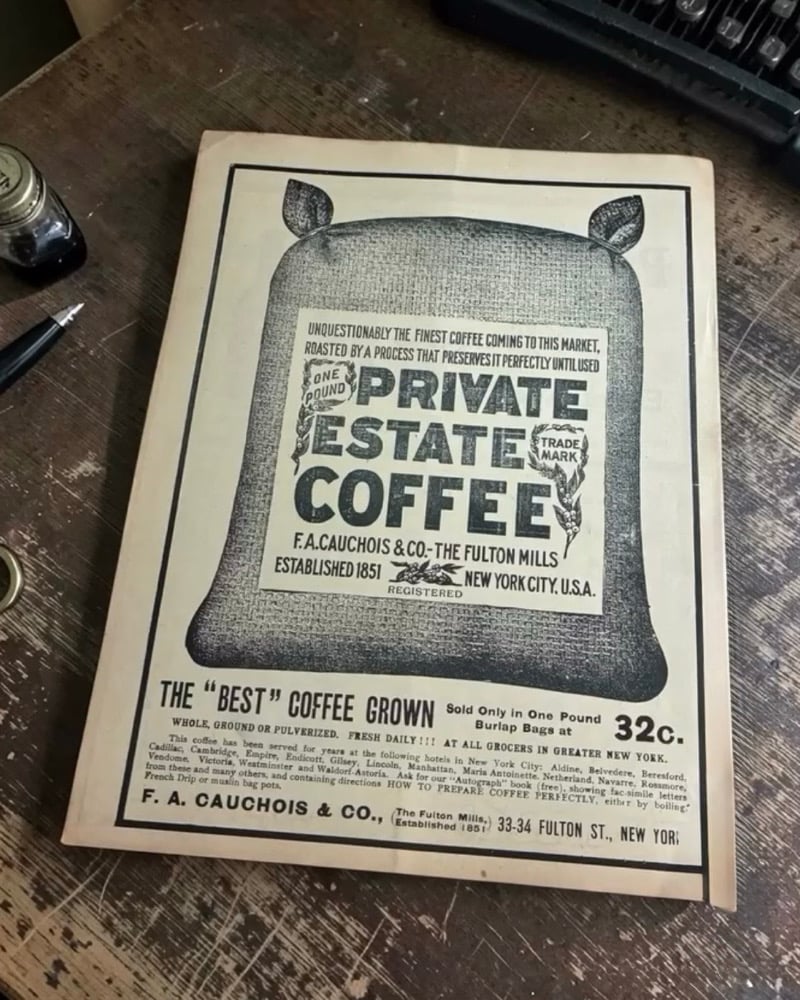 UNQUESTIONABLY THE FINEST COFFEE COMING TO THIS MARKET,
ROASTED BY A PROCESS THAT PRESERVES IT PERFECTLY UNTIL USED
ONE
POUND
PRIVATE
ESTATE
TRADE
MARK
COFFEE
F.A.CAUCHOIS & CO.-THE FULTON MILLS
ESTABLISHED 1851 NEW YORK CITY. U.S.A.
REGISTERED
THE "BEST" COFFEE GROWN
Sold Only in One Pound
Burlap Bags at
32c.
WHOLE, GROUND OR PULVERIZED. FRESH DAILY!!! AT ALL GROCERS IN GREATER NEW YORK.
This coffee has been served for years at the following hotels in New York City: Aldine, Belvedere, Beresford,
Cadillac, Cambridge, Empire, Endicott, Gilsey, Lincoln, Manhattan, Maria Antoinette, Netherland, Navarre, Rossmore,
Vendome, Victoria, Westminster and Waldorf-Astoria. Ask for our "Autograph" book (free), showing fac-simile letters
from these and many others, and containing directions HOW TO PREPARE COFFEE PERFECTLY, either by boiling,
French Drip or muslin bag pots.
F. A. CAUCHOIS & CO.,
(The Fulton Mills,
Established 1851)
33-34 FULTON ST., NEW YOR